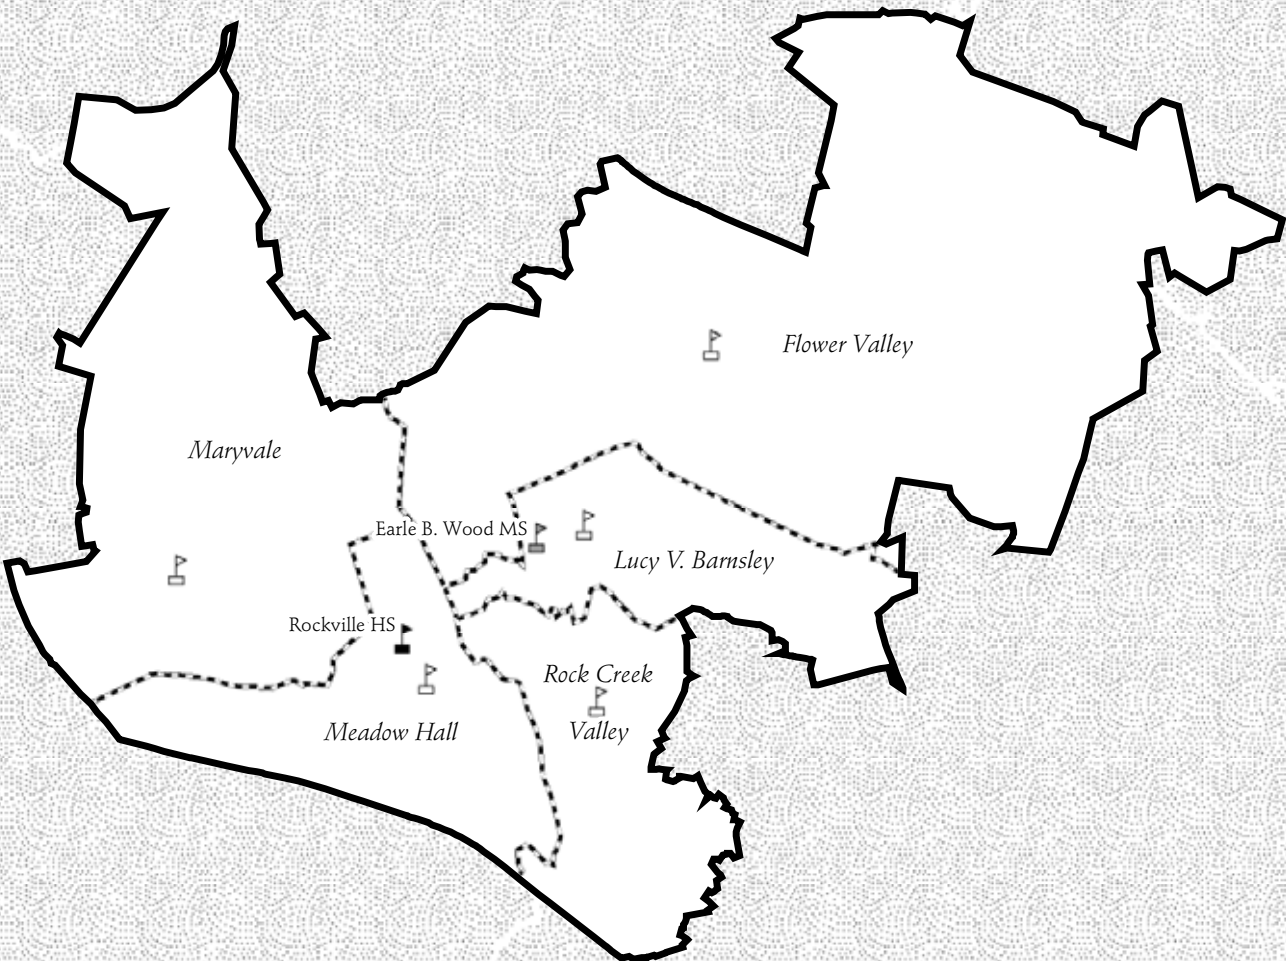 Flower Valley
Maryvale
Earle B. Wood MS
Lucy V. Barnsley
Rockville HS
Rock Creek
Valley
Meadow Hall